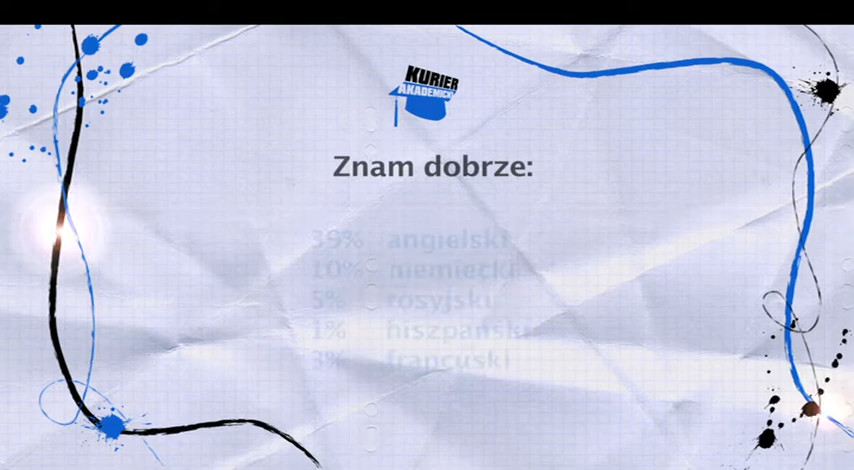 KURIER
AKADEMICKI
Znam dobrze:
39% angielski
10% niemiecki
5% rosyjski
1% hiszpański
3% francuski